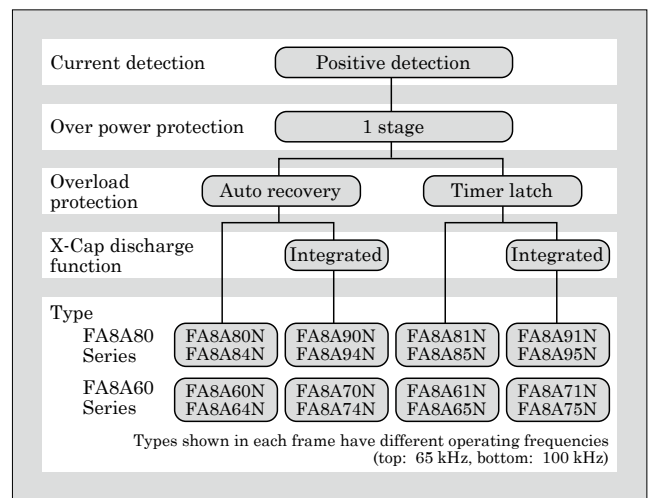 Current detection
Positive detection
Over power protection
1 stage
Overload
protection
Auto recovery
Timer latch
X-Cap discharge
function
Integrated
Integrated
Type
FA8A80
Series
FA8A80N
FA8A84N
FA8A90N
FA8A94N
FA8A81N
FA8A85N
FA8A91N
FA8A95N
FA8A60
Series
FA8A60N
FA8A64N
FA8A70N
FA8A74N
FA8A61N
FA8A65N
FA8A71N
FA8A75N
Types shown in each frame have different operating frequencies
(top: 65 kHz, bottom: 100 kHz)